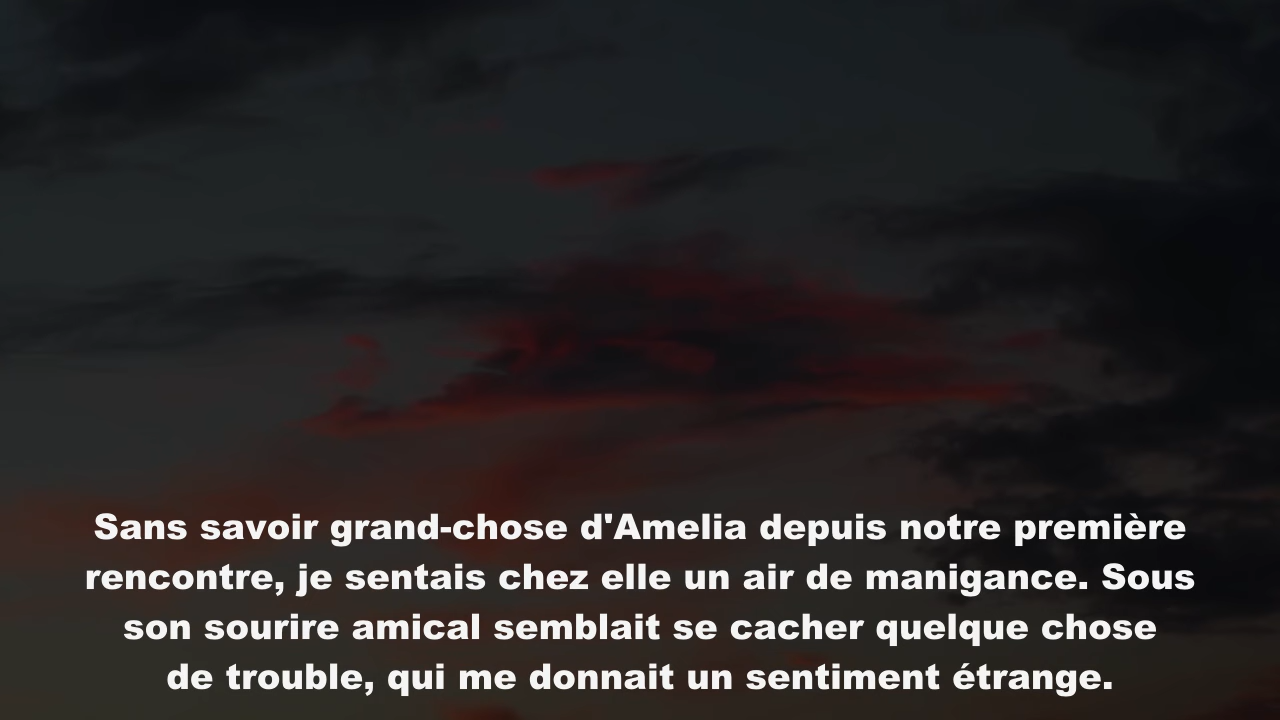 Sans savoir grand-chose d'Amelia depuis notre première
rencontre, je sentais chez elle un air de manigance. Sous
son sourire amical semblait se cacher quelque chose
de trouble, qui me donnait un sentiment étrange.